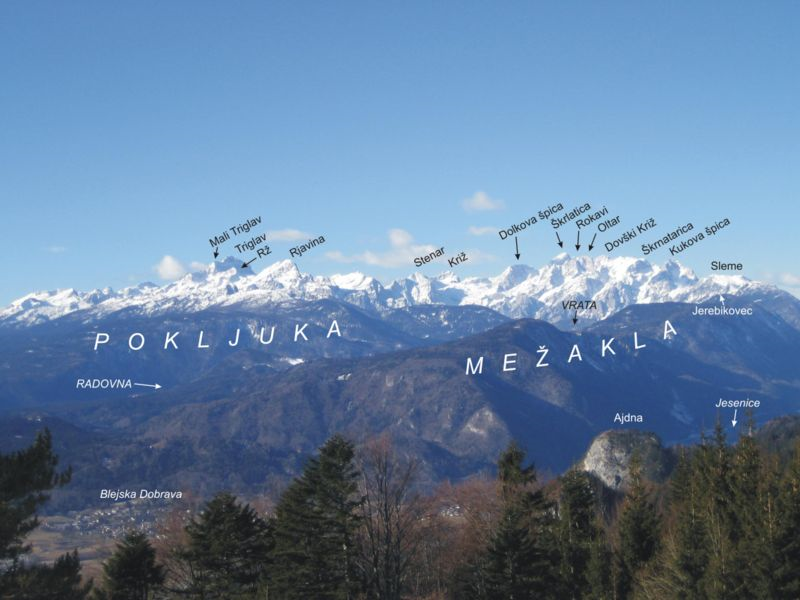 Mali Triglav
Triglav
Rž
Rjavina
Stenar
Križ
Dolkova špica
Škrlatica
Rokavi
Oltar
Dovški Križ
Škrnatarica
Kukova špica
Sleme
VRATA
Jerebikovec
POKLJUKA
MEŽAKLA
RADOVNA
Ajdna
Jesenice
Blejska Dobrava